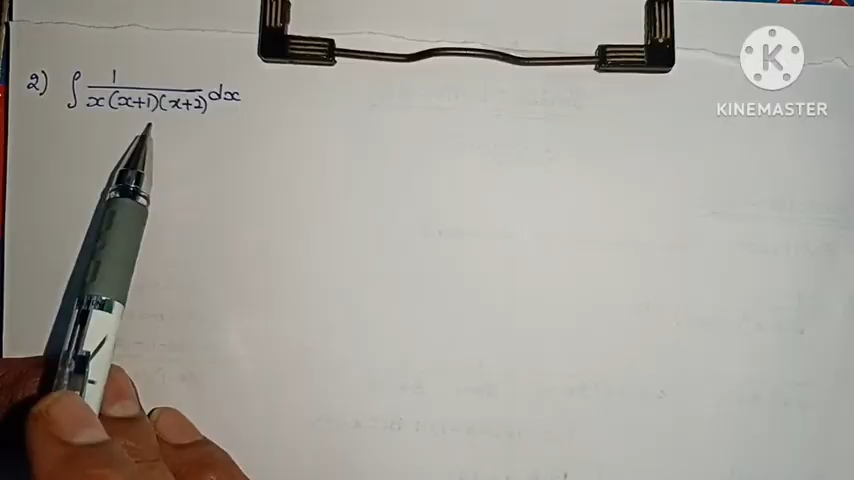 2) ∫ 1/(x(x+1)(x+2)) dx
K
KINEMASTER